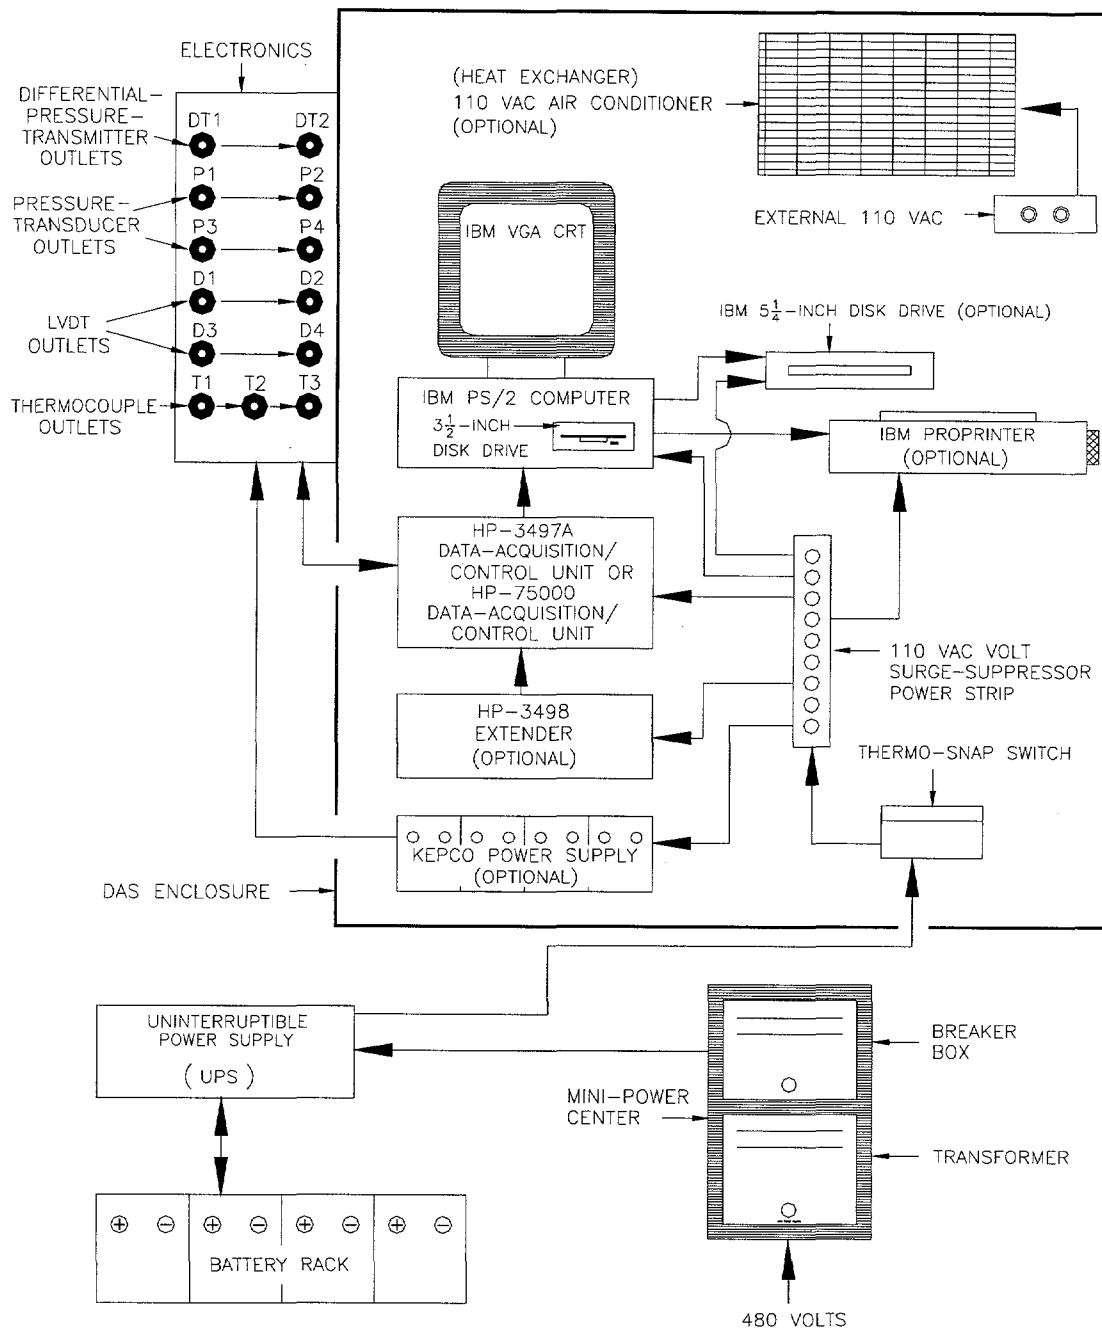 ELECTRONICS
DIFFERENTIAL-
PRESSURE-
TRANSMITTER
OUTLETS
DT1
DT2
P1
P2
PRESSURE-
TRANSDUCER
OUTLETS
P3
P4
D1
D2
LVDT
OUTLETS
D3
D4
T1
T2
T3
THERMOCOUPLE
OUTLETS
(HEAT EXCHANGER)
110 VAC AIR CONDITIONER
(OPTIONAL)
EXTERNAL 110 VAC
IBM VGA CRT
IBM 5 1/4-INCH DISK DRIVE (OPTIONAL)
IBM PS/2 COMPUTER
3 1/2-INCH
DISK DRIVE
IBM PROPRINTER
(OPTIONAL)
HP-3497A
DATA-ACQUISITION/
CONTROL UNIT OR
HP-75000
DATA-ACQUISITION/
CONTROL UNIT
110 VAC VOLT
SURGE-SUPPRESSOR
POWER STRIP
HP-3498
EXTENDER
(OPTIONAL)
THERMO-SNAP SWITCH
KEPCO POWER SUPPLY
(OPTIONAL)
DAS ENCLOSURE
UNINTERRUPTIBLE
POWER SUPPLY
(UPS)
BREAKER
BOX
MINI-POWER
CENTER
TRANSFORMER
BATTERY RACK
480 VOLTS